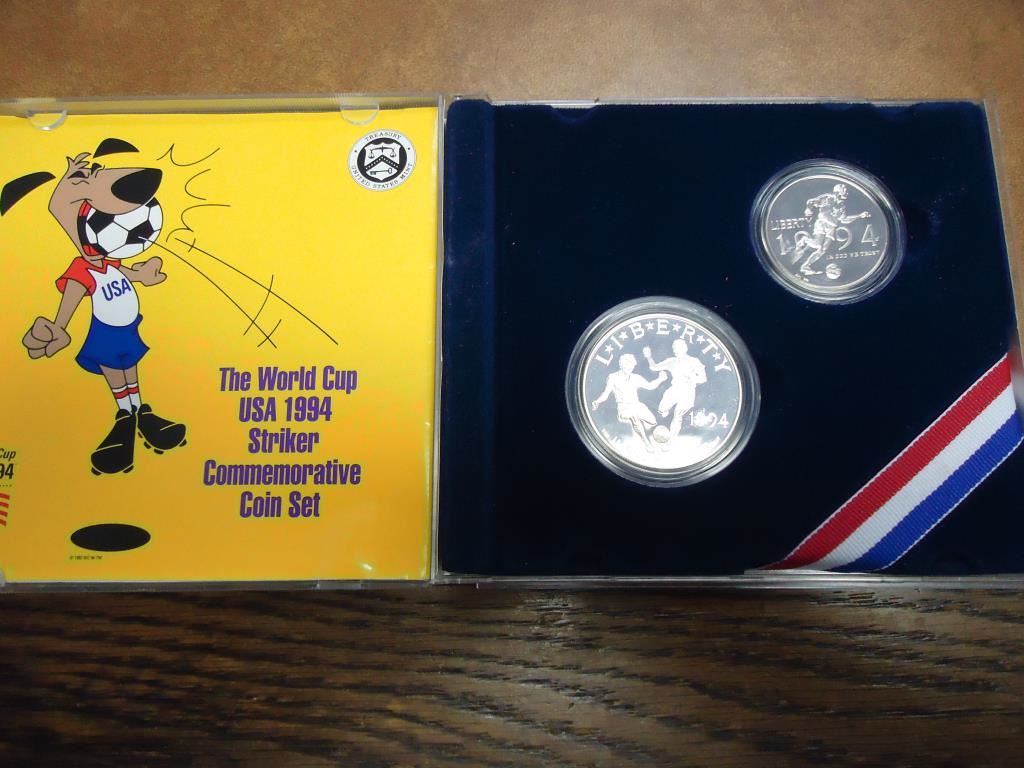 TREASURY
UNITED STATES MINT
USA
The World Cup
USA 1994
Striker
Commemorative
Coin Set
Cup
94
LIBERTY
1994
IN GOD WE TRUST
L★I★B★E★R★T★Y
1994